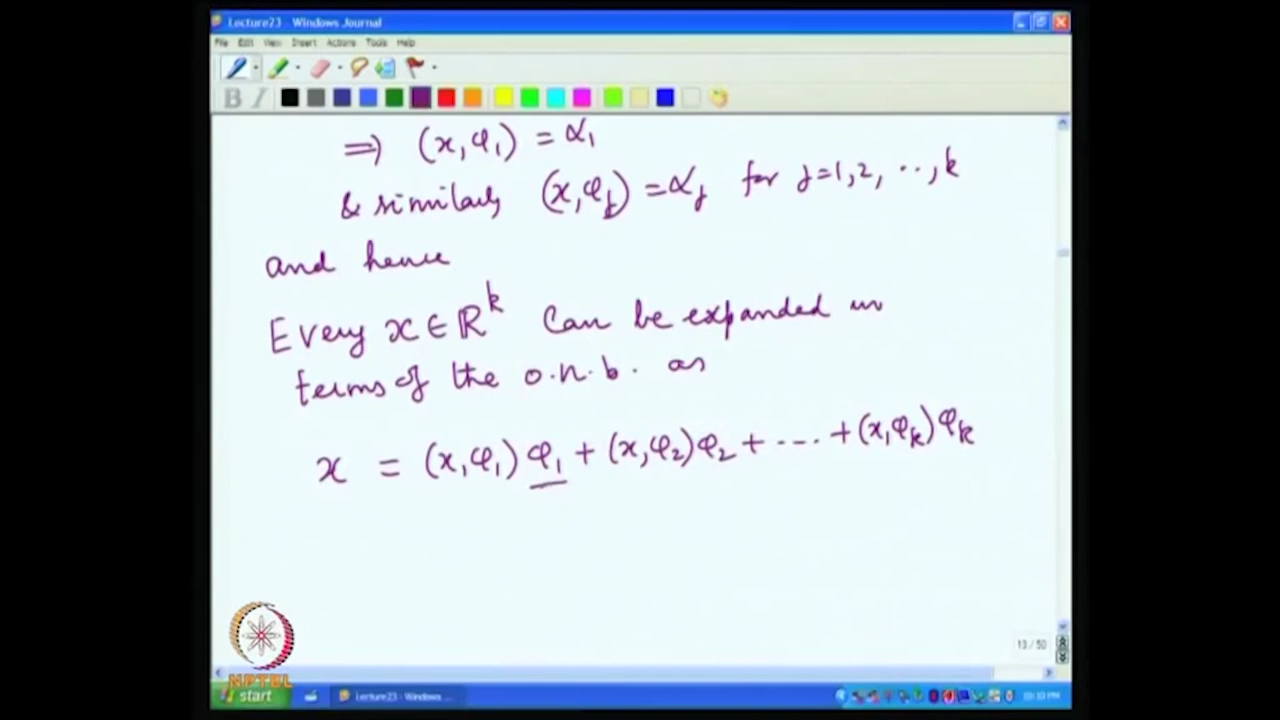 Lecture23 - Windows Journal
File Edit View Insert Actions Tools Help
B I
⇒ (x, φ₁) = α₁
& similarly (x, φⱼ) = αⱼ for j=1,2, ‥, k
and hence
Every x ∈ ℝᵏ can be expanded in
terms of the o.n.b. as
x = (x, φ₁) φ₁ + (x, φ₂) φ₂ + ---- + (x, φₖ) φₖ
13 / 50
NPTEL
start Lecture23 - Windows ...